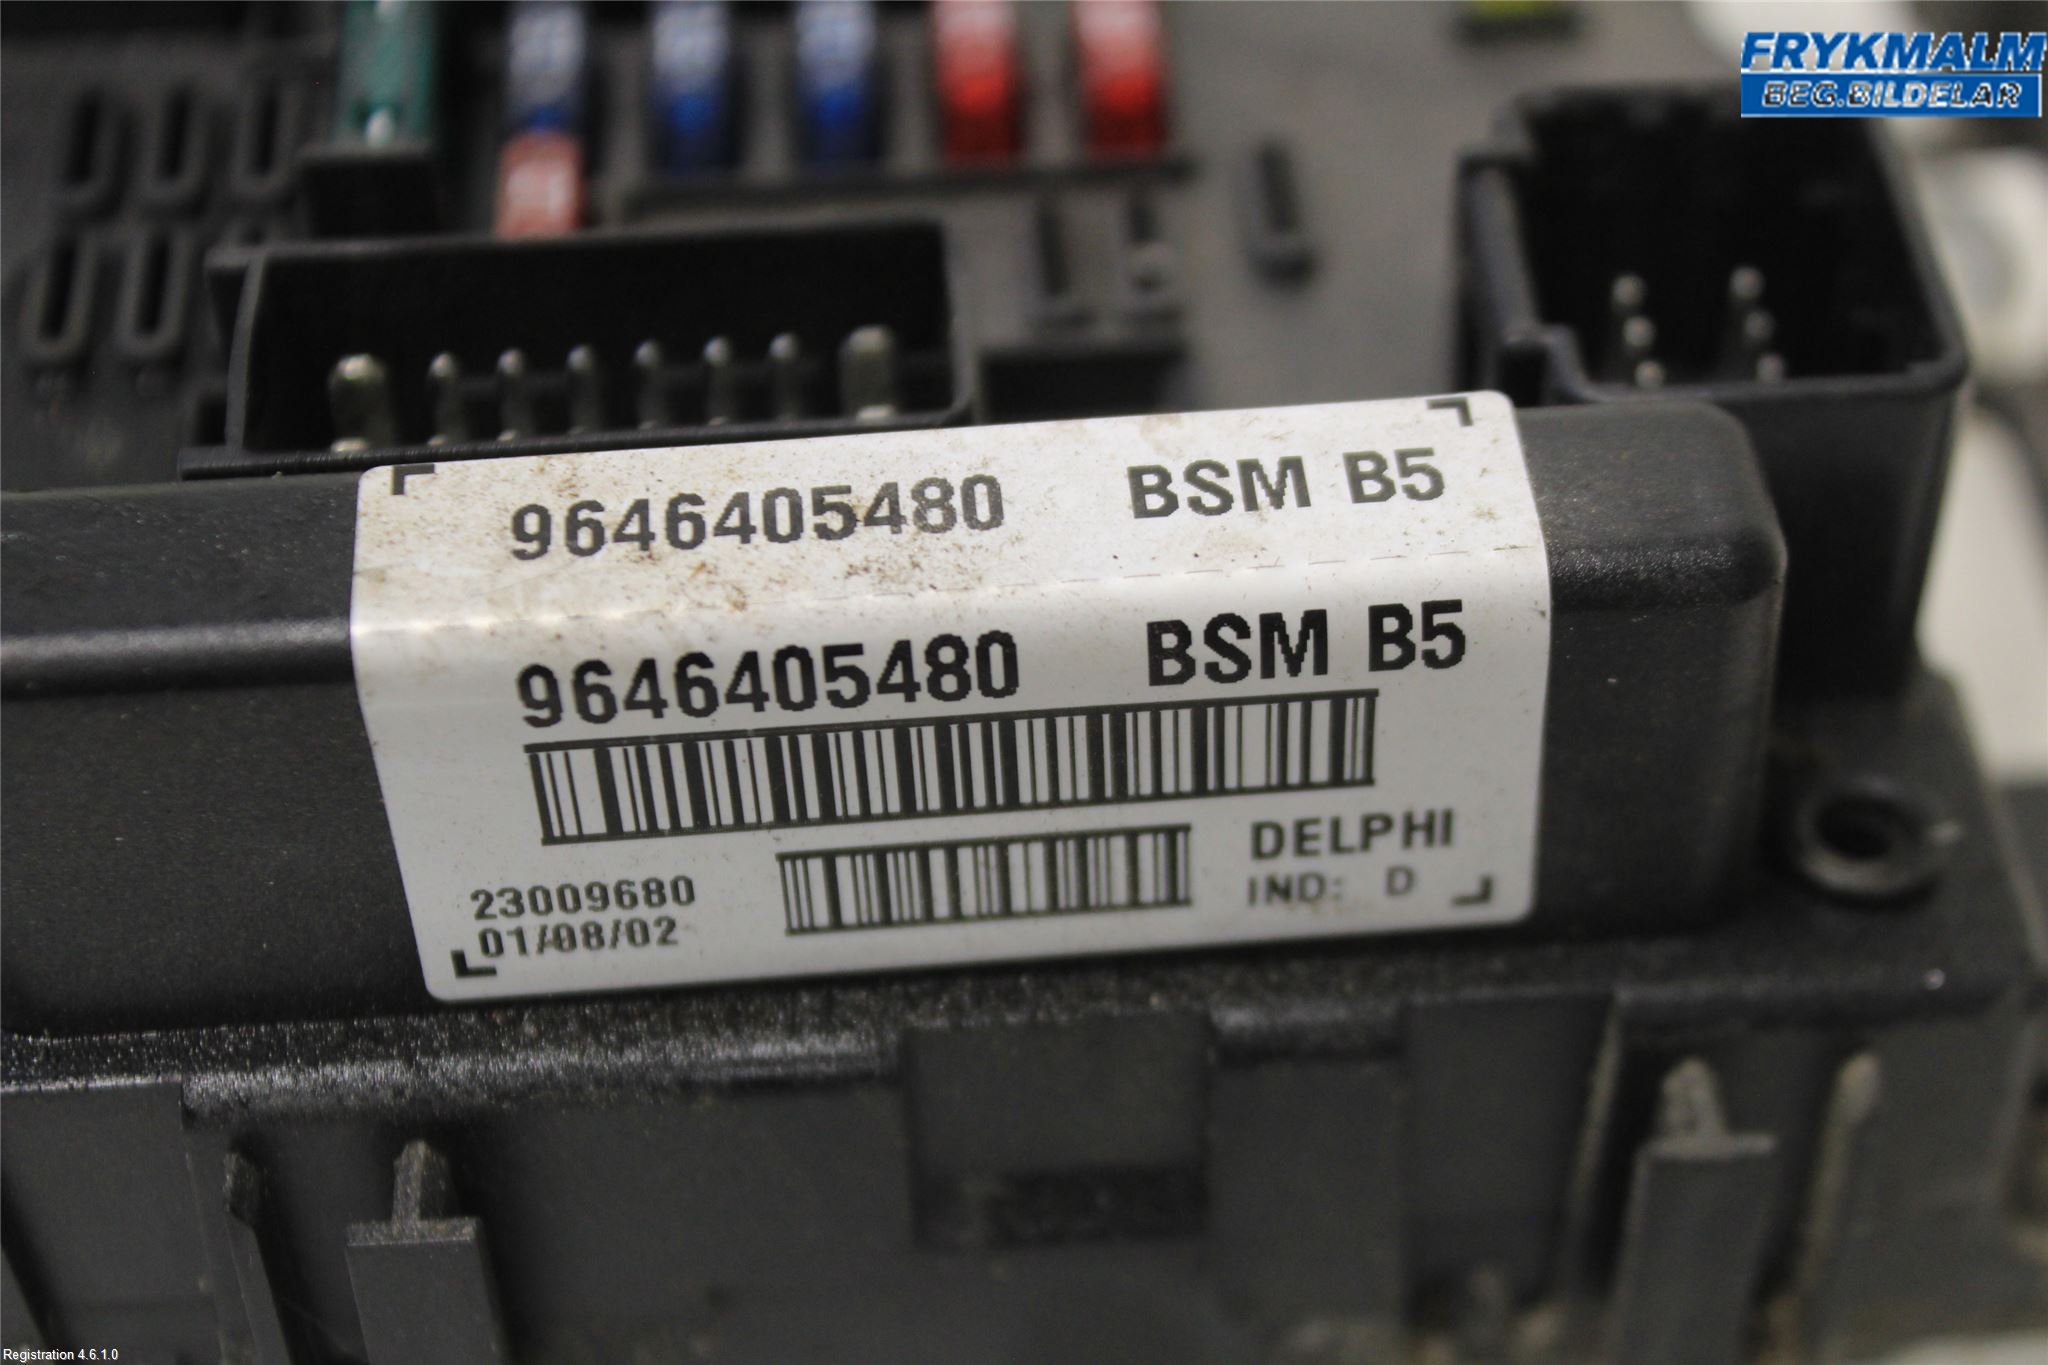 FRYKMALM
BEG.BILDELAR
9646405480 BSM B5
9646405480 BSM B5
DELPHI
IND: D
23009680
01/08/02
Registration 4.6.1.0